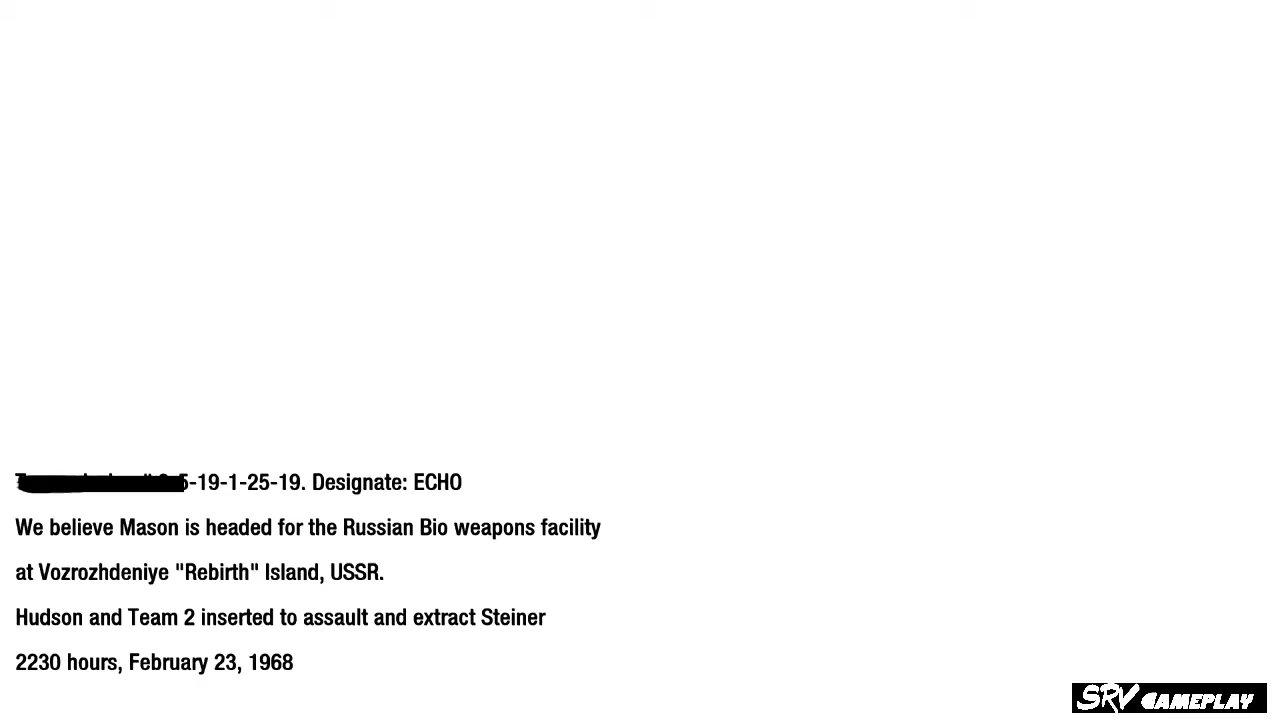 5-19-1-25-19. Designate: ECHO
We believe Mason is headed for the Russian Bio weapons facility
at Vozrozhdeniye "Rebirth" Island, USSR.
Hudson and Team 2 inserted to assault and extract Steiner
2230 hours, February 23, 1968
SRV GAMEPLAY